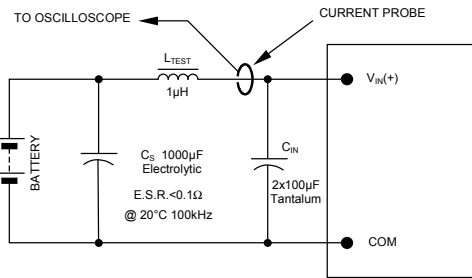 TO OSCILLOSCOPE
CURRENT PROBE
LTEST
1μH
VIN(+)
BATTERY
CS 1000μF
Electrolytic
E.S.R.<0.1Ω
@ 20°C 100kHz
CIN
2x100μF
Tantalum
COM